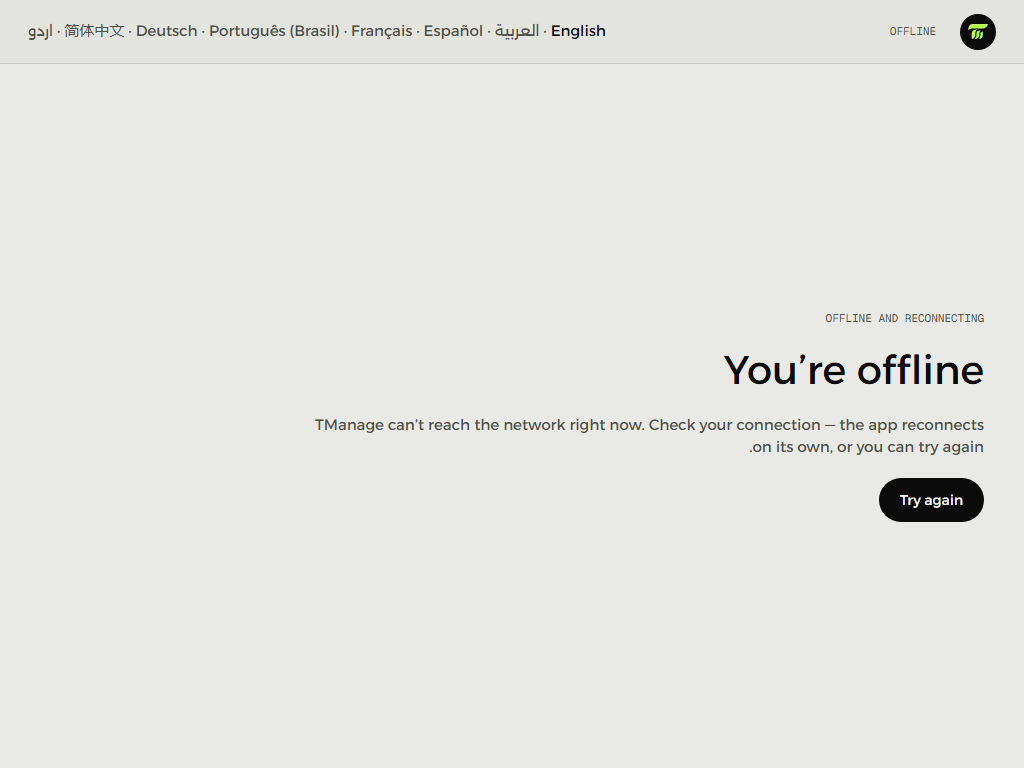 English · العربية · Español · Français · Português (Brasil) · Deutsch · 简体中文 · اردو
OFFLINE
OFFLINE AND RECONNECTING
You’re offline
TManage can’t reach the network right now. Check your connection — the app reconnects
on its own, or you can try again.
Try again